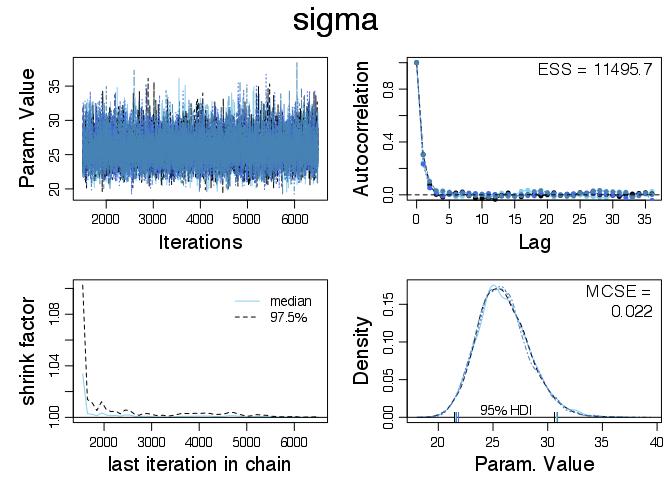 sigma
Param. Value
35
30
25
20
2000 3000 4000 5000 6000
Iterations
Autocorrelation
0.8
0.4
0.0
ESS = 11495.7
0 5 10 15 20 25 30 35
Lag
shrink factor
1.08
1.04
1.00
median
97.5%
2000 3000 4000 5000 6000
last iteration in chain
Density
0.15
0.10
0.05
0.00
MCSE =
0.022
95% HDI
20 25 30 35 40
Param. Value